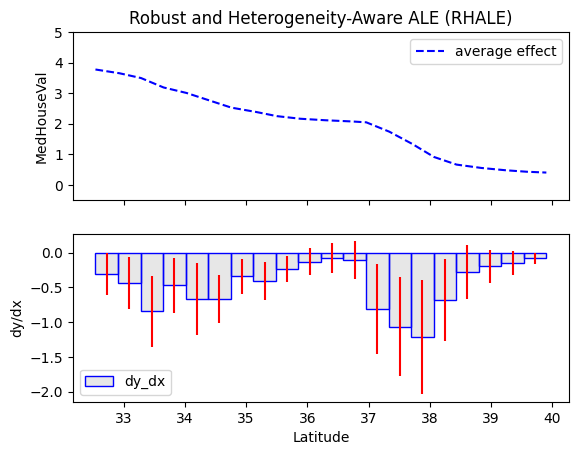 Robust and Heterogeneity-Aware ALE (RHALE)
5
4
3
2
1
0
MedHouseVal
average effect
0.0
−0.5
−1.0
−1.5
−2.0
dy/dx
dy_dx
33 34 35 36 37 38 39 40
Latitude